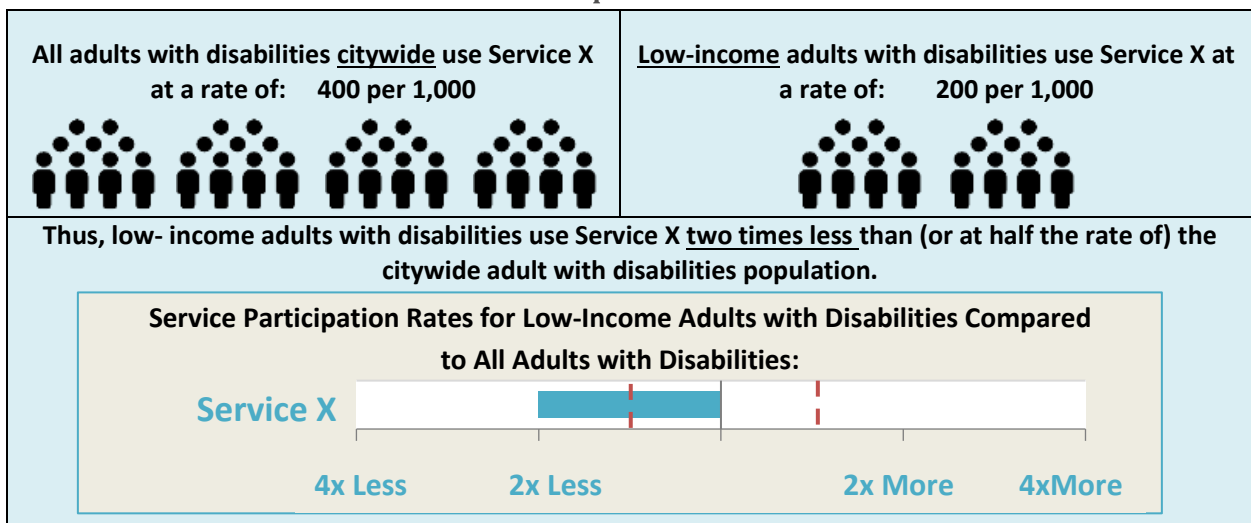 All adults with disabilities citywide use Service X
at a rate of: 400 per 1,000
Low-income adults with disabilities use Service X at
a rate of: 200 per 1,000
Thus, low- income adults with disabilities use Service X two times less than (or at half the rate of) the
citywide adult with disabilities population.
Service Participation Rates for Low-Income Adults with Disabilities Compared
to All Adults with Disabilities:
Service X
4x Less 2x Less 2x More 4xMore